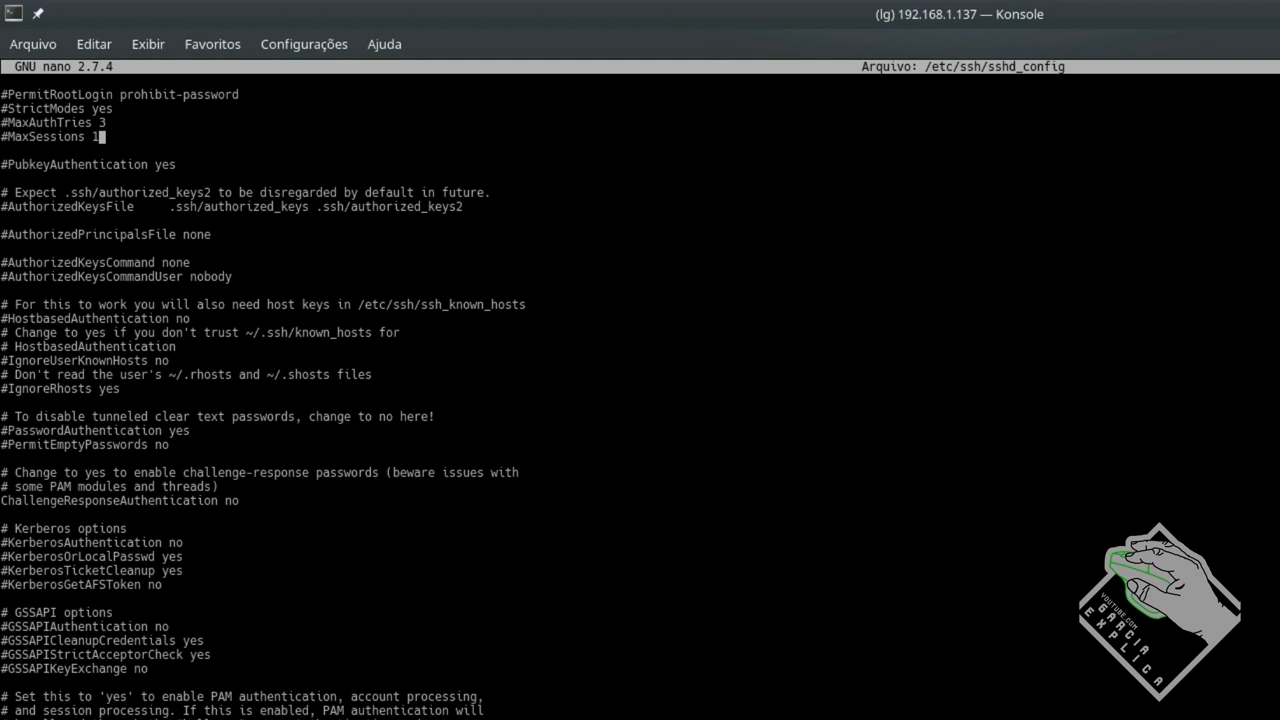 (lg) 192.168.1.137 — Konsole
Arquivo Editar Exibir Favoritos Configurações Ajuda
GNU nano 2.7.4 Arquivo: /etc/ssh/sshd_config
#PermitRootLogin prohibit-password
#StrictModes yes
#MaxAuthTries 3
#MaxSessions 1
#PubkeyAuthentication yes
# Expect .ssh/authorized_keys2 to be disregarded by default in future.
#AuthorizedKeysFile .ssh/authorized_keys .ssh/authorized_keys2
#AuthorizedPrincipalsFile none
#AuthorizedKeysCommand none
#AuthorizedKeysCommandUser nobody
# For this to work you will also need host keys in /etc/ssh/ssh_known_hosts
#HostbasedAuthentication no
# Change to yes if you don't trust ~/.ssh/known_hosts for
# HostbasedAuthentication
#IgnoreUserKnownHosts no
# Don't read the user's ~/.rhosts and ~/.shosts files
#IgnoreRhosts yes
# To disable tunneled clear text passwords, change to no here!
#PasswordAuthentication yes
#PermitEmptyPasswords no
# Change to yes to enable challenge-response passwords (beware issues with
# some PAM modules and threads)
ChallengeResponseAuthentication no
# Kerberos options
#KerberosAuthentication no
#KerberosOrLocalPasswd yes
#KerberosTicketCleanup yes
#KerberosGetAFSToken no
# GSSAPI options
#GSSAPIAuthentication no
#GSSAPICleanupCredentials yes
#GSSAPIStrictAcceptorCheck yes
#GSSAPIKeyExchange no
# Set this to 'yes' to enable PAM authentication, account processing,
# and session processing. If this is enabled, PAM authentication will
YOUTUBE.COM
GARCIA
EXPLICA